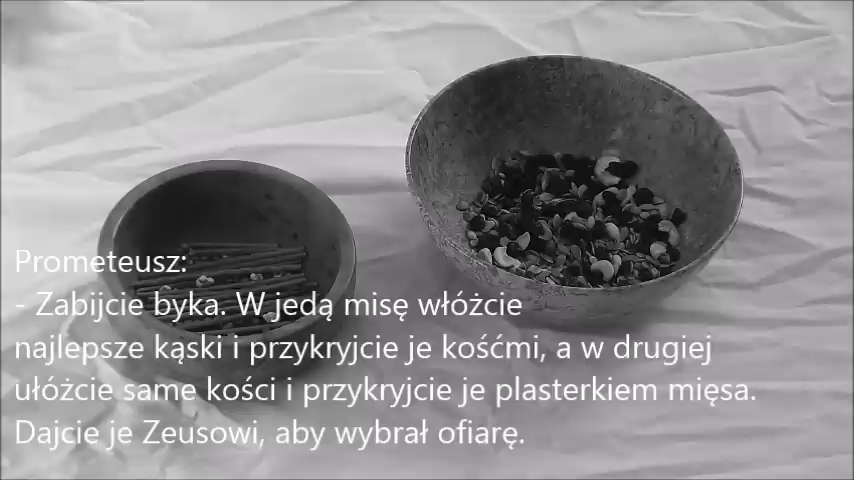 Prometeusz:
- Zabijcie byka. W jedą misę włóżcie
najlepsze kąski i przykryjcie je kośćmi, a w drugiej
ułóżcie same kości i przykryjcie je plasterkiem mięsa.
Dajcie je Zeusowi, aby wybrał ofiarę.